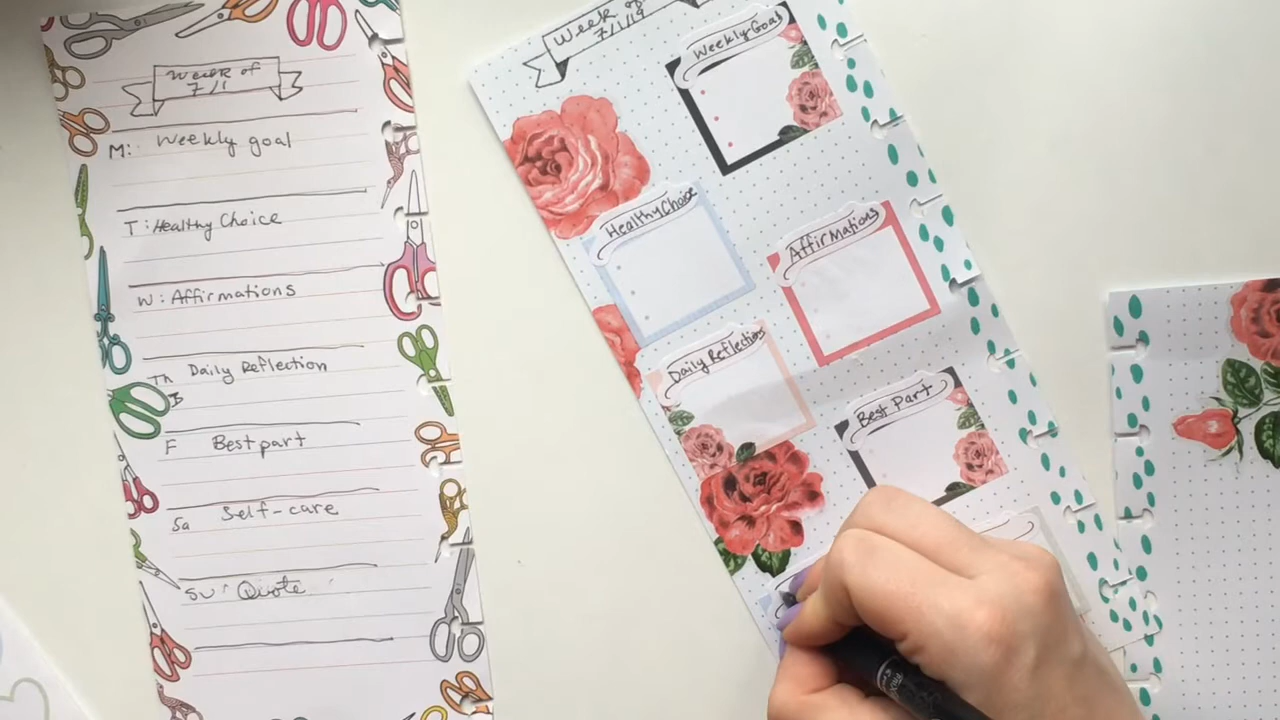 Week of
7/1
M: Weekly goal
T: Healthy Choice
W: Affirmations
Th Daily Reflection
F Best part
Sa Self-care
SU Quote
Week of
7/1/19
Weekly Goal
Healthy Choice
Affirmations
Daily Reflection
Best Part